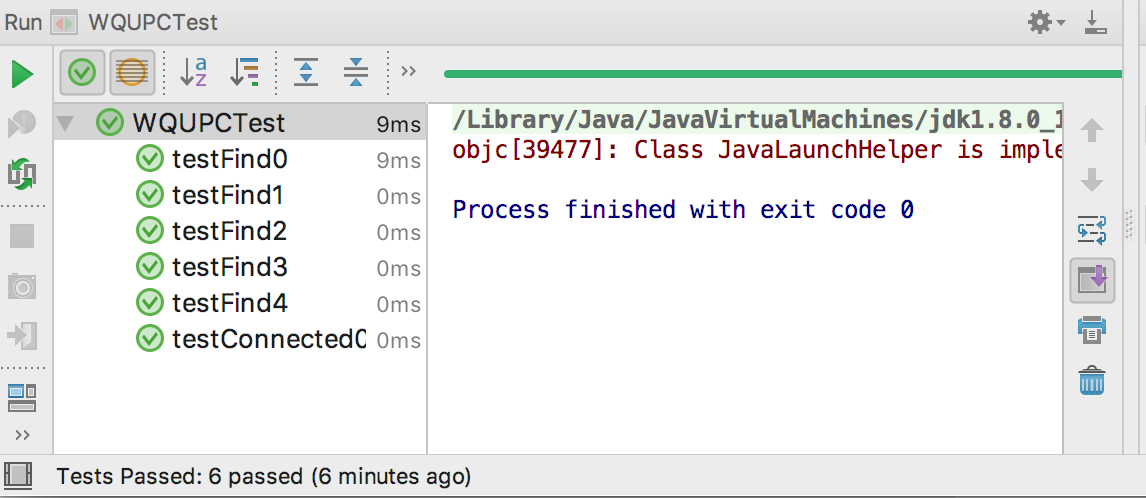 Run WQUPCTest
WQUPCTest 9ms
testFind0 9ms
testFind1 0ms
testFind2 0ms
testFind3 0ms
testFind4 0ms
testConnected0 0ms
/Library/Java/JavaVirtualMachines/jdk1.8.0_1
objc[39477]: Class JavaLaunchHelper is imple
Process finished with exit code 0
Tests Passed: 6 passed (6 minutes ago)